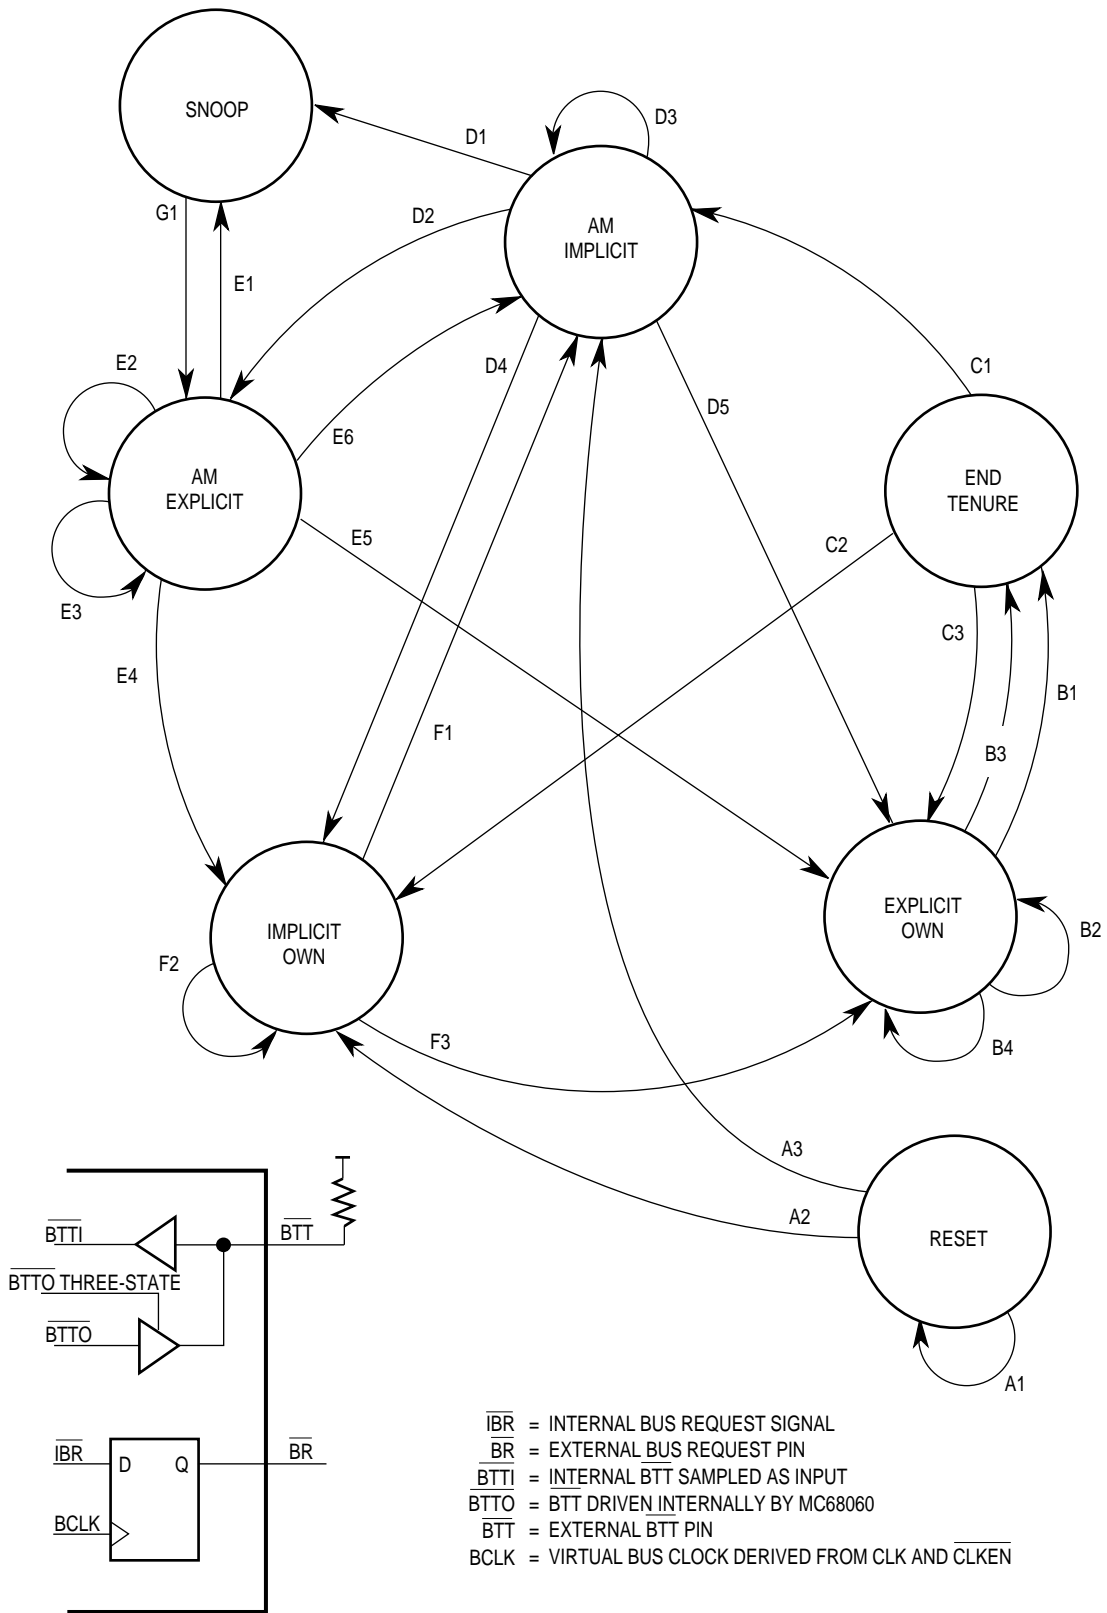 SNOOP
D1
D3
G1
D2
AM
IMPLICIT
E1
E2
D4
C1
D5
E6
AM
EXPLICIT
END
TENURE
E5
C2
E3
C3
E4
B1
F1
B3
EXPLICIT
OWN
IMPLICIT
OWN
B2
F2
F3
B4
A3
A2
RESET
A1
BTTI
BTT
BTTO THREE-STATE
BTTO
IBR
D Q
BR
BCLK
IBR = INTERNAL BUS REQUEST SIGNAL
BR = EXTERNAL BUS REQUEST PIN
BTTI = INTERNAL BTT SAMPLED AS INPUT
BTTO = BTT DRIVEN INTERNALLY BY MC68060
BTT = EXTERNAL BTT PIN
BCLK = VIRTUAL BUS CLOCK DERIVED FROM CLK AND CLKEN